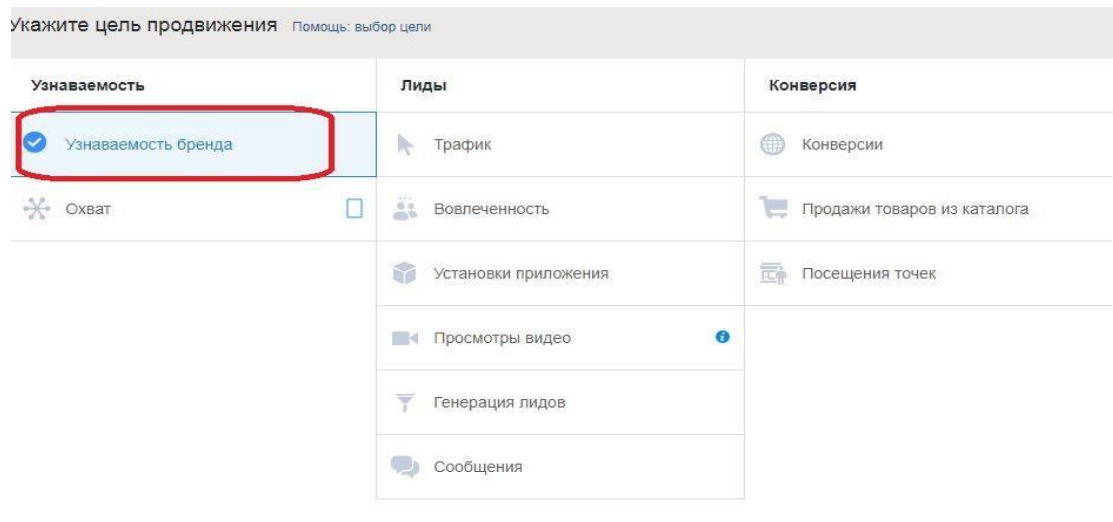 Укажите цель продвижения Помощь: выбор цели
Узнаваемость
Лиды
Конверсия
Узнаваемость бренда
Трафик
Конверсии
Охват
Вовлеченность
Продажи товаров из каталога
Установки приложения
Посещения точек
Просмотры видео
Генерация лидов
Сообщения